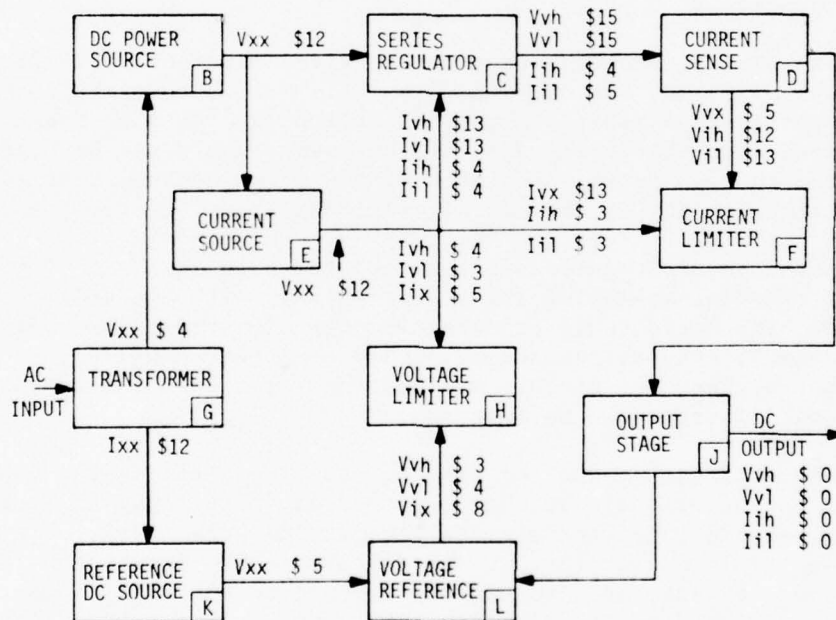 DC POWER
SOURCE
B
Vxx $12
SERIES
REGULATOR
C
Vvh $15
Vvl $15
Iih $ 4
Iil $ 5
CURRENT
SENSE
D
Ivh $13
Ivl $13
Iih $ 4
Iil $ 4
Vvx $ 5
Vih $12
Vil $13
CURRENT
SOURCE
E
Vxx $12
Ivx $13
Iih $ 3
Iil $ 3
CURRENT
LIMITER
F
Ivh $ 4
Ivl $ 3
Iix $ 5
Vxx $ 4
AC
INPUT
TRANSFORMER
G
Ixx $12
VOLTAGE
LIMITER
H
OUTPUT
STAGE
J
DC
OUTPUT
Vvh $ 0
Vvl $ 0
Iih $ 0
Iil $ 0
Vvh $ 3
Vvl $ 4
Vix $ 8
REFERENCE
DC SOURCE
K
Vxx $ 5
VOLTAGE
REFERENCE
L